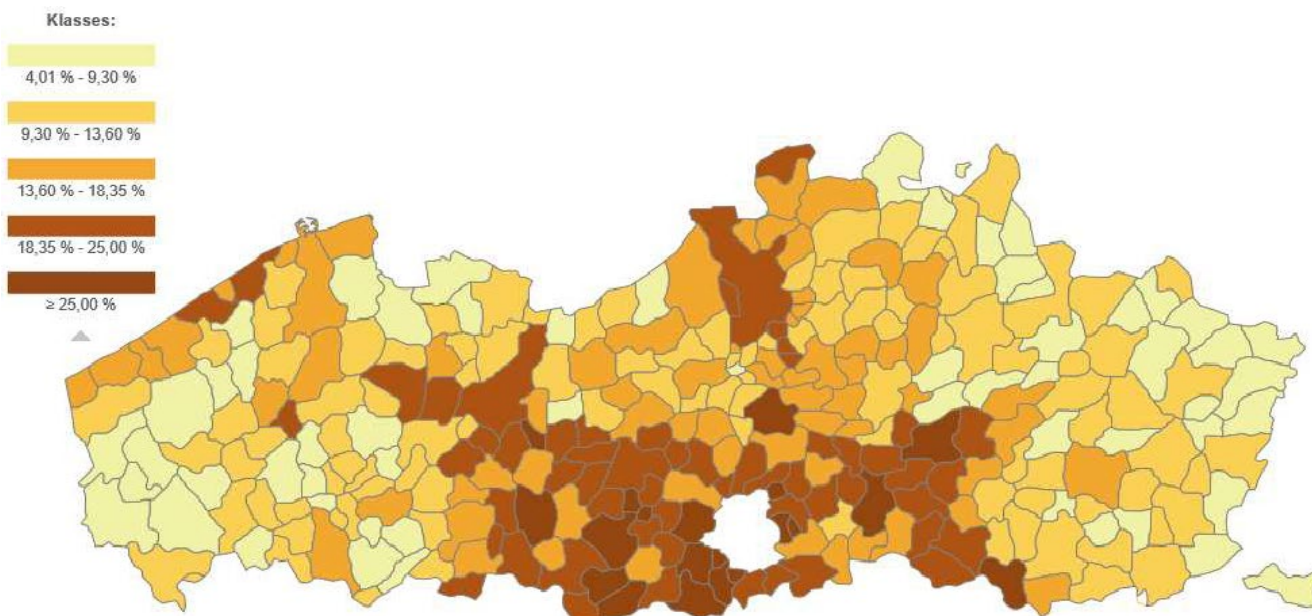 Klasses:
4,01 % - 9,30 %
9,30 % - 13,60 %
13,60 % - 18,35 %
18,35 % - 25,00 %
≥ 25,00 %